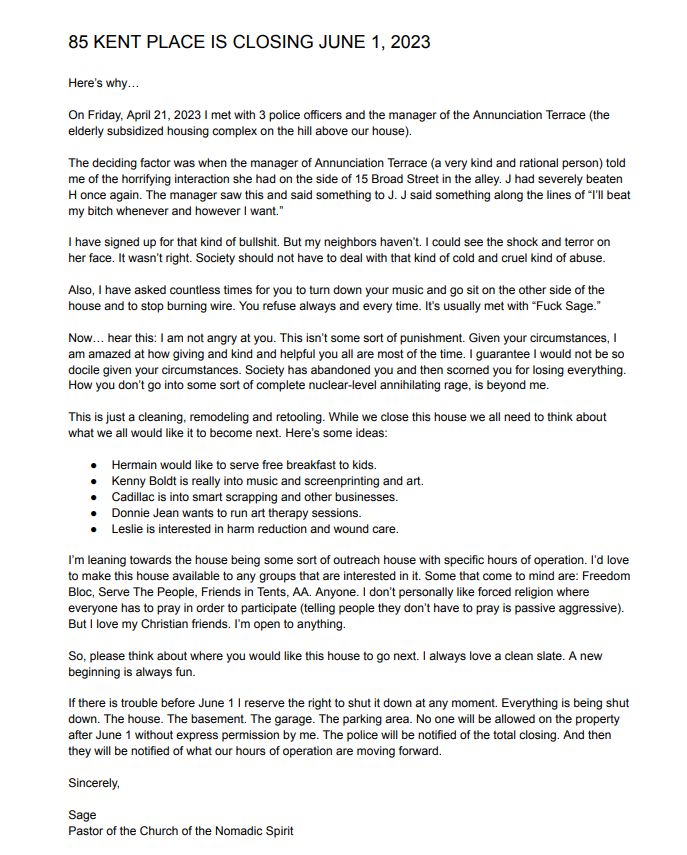 85 KENT PLACE IS CLOSING JUNE 1, 2023
Here's why…
On Friday, April 21, 2023 I met with 3 police officers and the manager of the Annunciation Terrace (the
elderly subsidized housing complex on the hill above our house).
The deciding factor was when the manager of Annunciation Terrace (a very kind and rational person) told
me of the horrifying interaction she had on the side of 15 Broad Street in the alley. J had severely beaten
H once again. The manager saw this and said something to J. J said something along the lines of “I'll beat
my bitch whenever and however I want.”
I have signed up for that kind of bullshit. But my neighbors haven't. I could see the shock and terror on
her face. It wasn't right. Society should not have to deal with that kind of cold and cruel kind of abuse.
Also, I have asked countless times for you to turn down your music and go sit on the other side of the
house and to stop burning wire. You refuse always and every time. It's usually met with “Fuck Sage.”
Now… hear this: I am not angry at you. This isn't some sort of punishment. Given your circumstances, I
am amazed at how giving and kind and helpful you all are most of the time. I guarantee I would not be so
docile given your circumstances. Society has abandoned you and then scorned you for losing everything.
How you don't go into some sort of complete nuclear-level annihilating rage, is beyond me.
This is just a cleaning, remodeling and retooling. While we close this house we all need to think about
what we all would like it to become next. Here's some ideas:
● Hermain would like to serve free breakfast to kids.
● Kenny Boldt is really into music and screenprinting and art.
● Cadillac is into smart scrapping and other businesses.
● Donnie Jean wants to run art therapy sessions.
● Leslie is interested in harm reduction and wound care.
I'm leaning towards the house being some sort of outreach house with specific hours of operation. I'd love
to make this house available to any groups that are interested in it. Some that come to mind are: Freedom
Bloc, Serve The People, Friends in Tents, AA. Anyone. I don't personally like forced religion where
everyone has to pray in order to participate (telling people they don't have to pray is passive aggressive).
But I love my Christian friends. I'm open to anything.
So, please think about where you would like this house to go next. I always love a clean slate. A new
beginning is always fun.
If there is trouble before June 1 I reserve the right to shut it down at any moment. Everything is being shut
down. The house. The basement. The garage. The parking area. No one will be allowed on the property
after June 1 without express permission by me. The police will be notified of the total closing. And then
they will be notified of what our hours of operation are moving forward.
Sincerely,
Sage
Pastor of the Church of the Nomadic Spirit